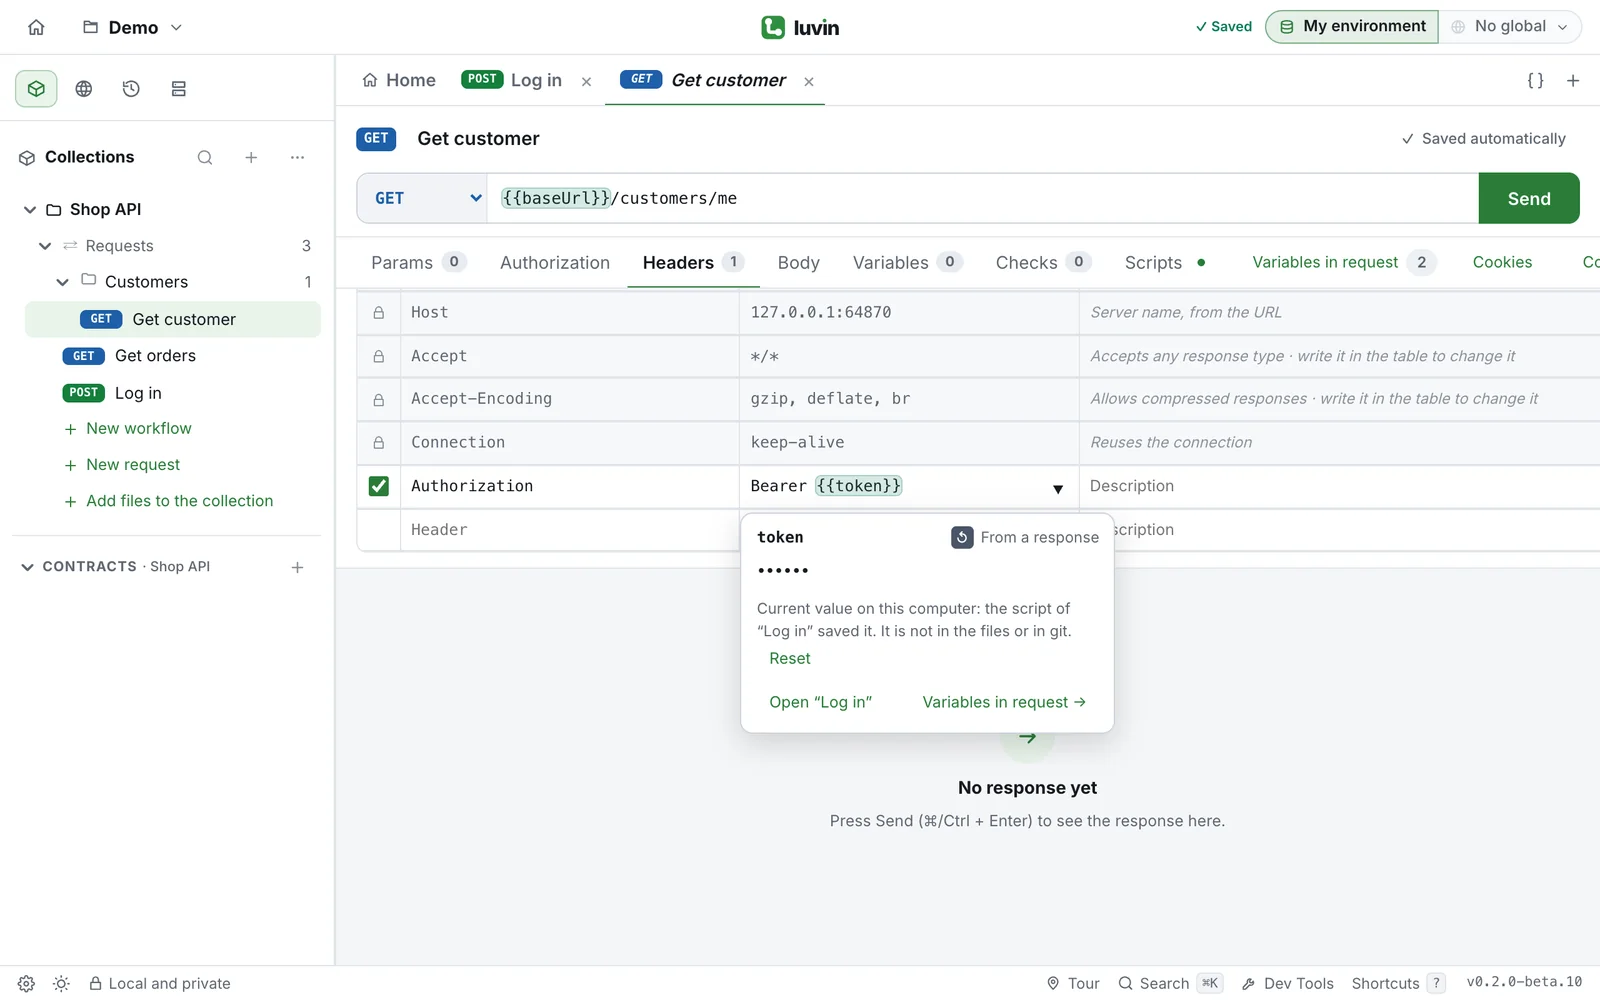 Demo
luvin
Saved
My environment
No global
Home
POST Log in
GET Get customer
{}
Collections
GET Get customer
Saved automatically
GET {{baseUrl}}/customers/me
Send
Shop API
Requests 3
Customers 1
GET Get customer
GET Get orders
POST Log in
+ New workflow
+ New request
+ Add files to the collection
CONTRACTS · Shop API
Params 0
Authorization
Headers 1
Body
Variables 0
Checks 0
Scripts
Variables in request 2
Cookies
Co
Host 127.0.0.1:64870 Server name, from the URL
Accept */* Accepts any response type · write it in the table to change it
Accept-Encoding gzip, deflate, br Allows compressed responses · write it in the table to change it
Connection keep-alive Reuses the connection
Authorization Bearer {{token}} Description
Header scription
token From a response
••••••
Current value on this computer: the script of
“Log in” saved it. It is not in the files or in git.
Reset
Open “Log in” Variables in request →
No response yet
Press Send (⌘/Ctrl + Enter) to see the response here.
Local and private
Tour
Search ⌘K
Dev Tools
Shortcuts ?
v0.2.0-beta.10